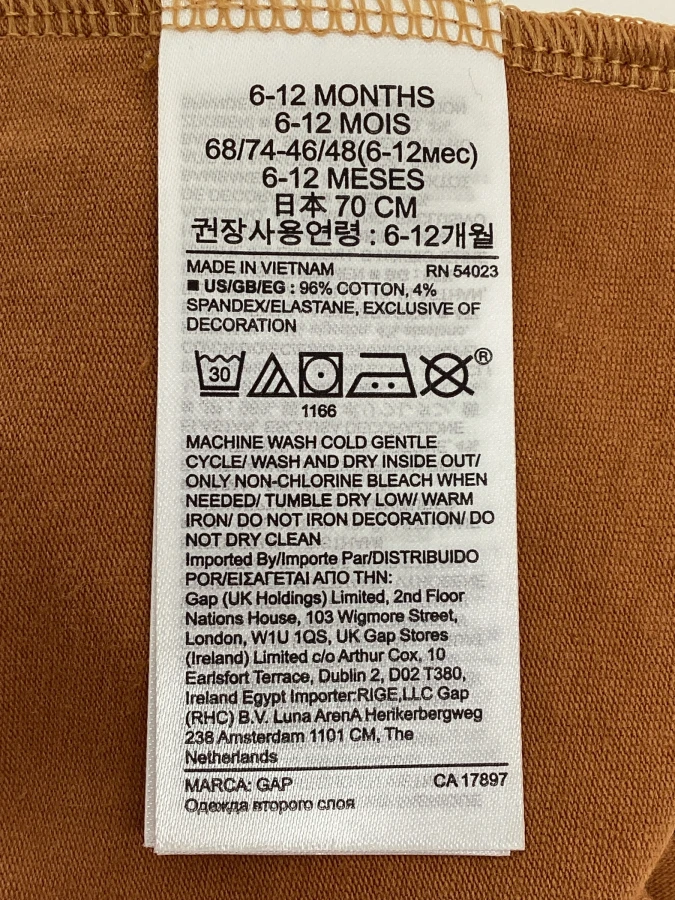 6-12 MONTHS
6-12 MOIS
68/74-46/48(6-12мес)
6-12 MESES
日本 70 CM
권장사용연령 : 6-12개월
MADE IN VIETNAM RN 54023
■ US/GB/EG : 96% COTTON, 4%
SPANDEX/ELASTANE, EXCLUSIVE OF
DECORATION
30
®
1166
MACHINE WASH COLD GENTLE
CYCLE/ WASH AND DRY INSIDE OUT/
ONLY NON-CHLORINE BLEACH WHEN
NEEDED/ TUMBLE DRY LOW/ WARM
IRON/ DO NOT IRON DECORATION/ DO
NOT DRY CLEAN
Imported By/Importe Par/DISTRIBUIDO
POR/ΕΙΣΑΓΕΤΑΙ ΑΠΟ ΤΗΝ:
Gap (UK Holdings) Limited, 2nd Floor
Nations House, 103 Wigmore Street,
London, W1U 1QS, UK Gap Stores
(Ireland) Limited c/o Arthur Cox, 10
Earlsfort Terrace, Dublin 2, D02 T380,
Ireland Egypt Importer:RIGE,LLC Gap
(RHC) B.V. Luna ArenA Herikerbergweg
238 Amsterdam 1101 CM, The
Netherlands
MARCA: GAP CA 17897
Одежда второго слоя